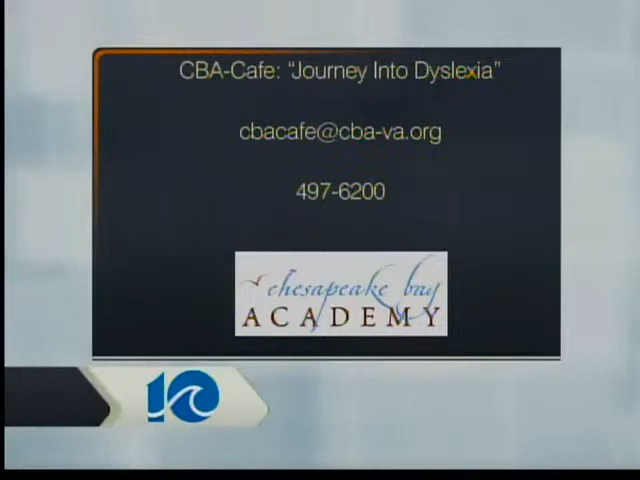 CBA-Cafe: “Journey Into Dyslexia”
cbacafe@cba-va.org
497-6200
chesapeake bay
ACADEMY
10